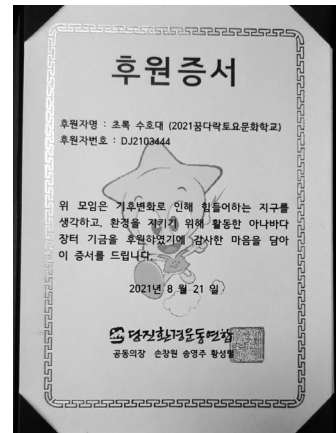 후원증서
후원자명 : 초록 수호대 (2021꿈다락토요문화학교)
후원자번호 : DJ2103444
위 모임은 기후변화로 인해 힘들어하는 지구를
생각하고, 환경을 지키기 위해 활동한 아나바다
장터 기금을 후원하였기에 감사한 마음을 담아
이 증서를 드립니다.
2021년 8 월 21 일
당진환경운동연합
공동의장 손창원 송영주 황성렬